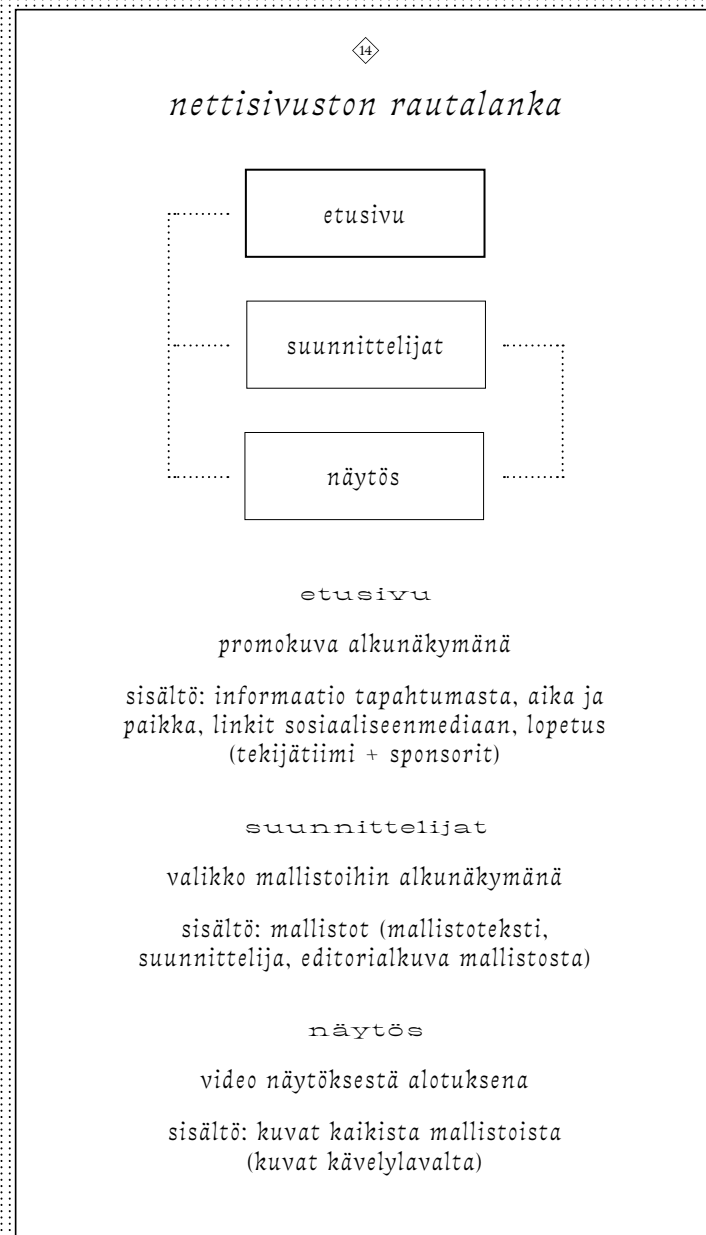 14
nettisivuston rautalanka
etusivu
suunnittelijat
näytös
etusivu
promokuva alkunäkymänä
sisältö: informaatio tapahtumasta, aika ja
paikka, linkit sosiaaliseenmediaan, lopetus
(tekijätiimi + sponsorit)
suunnittelijat
valikko mallistoihin alkunäkymänä
sisältö: mallistot (mallistoteksti,
suunnittelija, editorialkuva mallistosta)
näytös
video näytöksestä alotuksena
sisältö: kuvat kaikista mallistoista
(kuvat kävelylavalta)